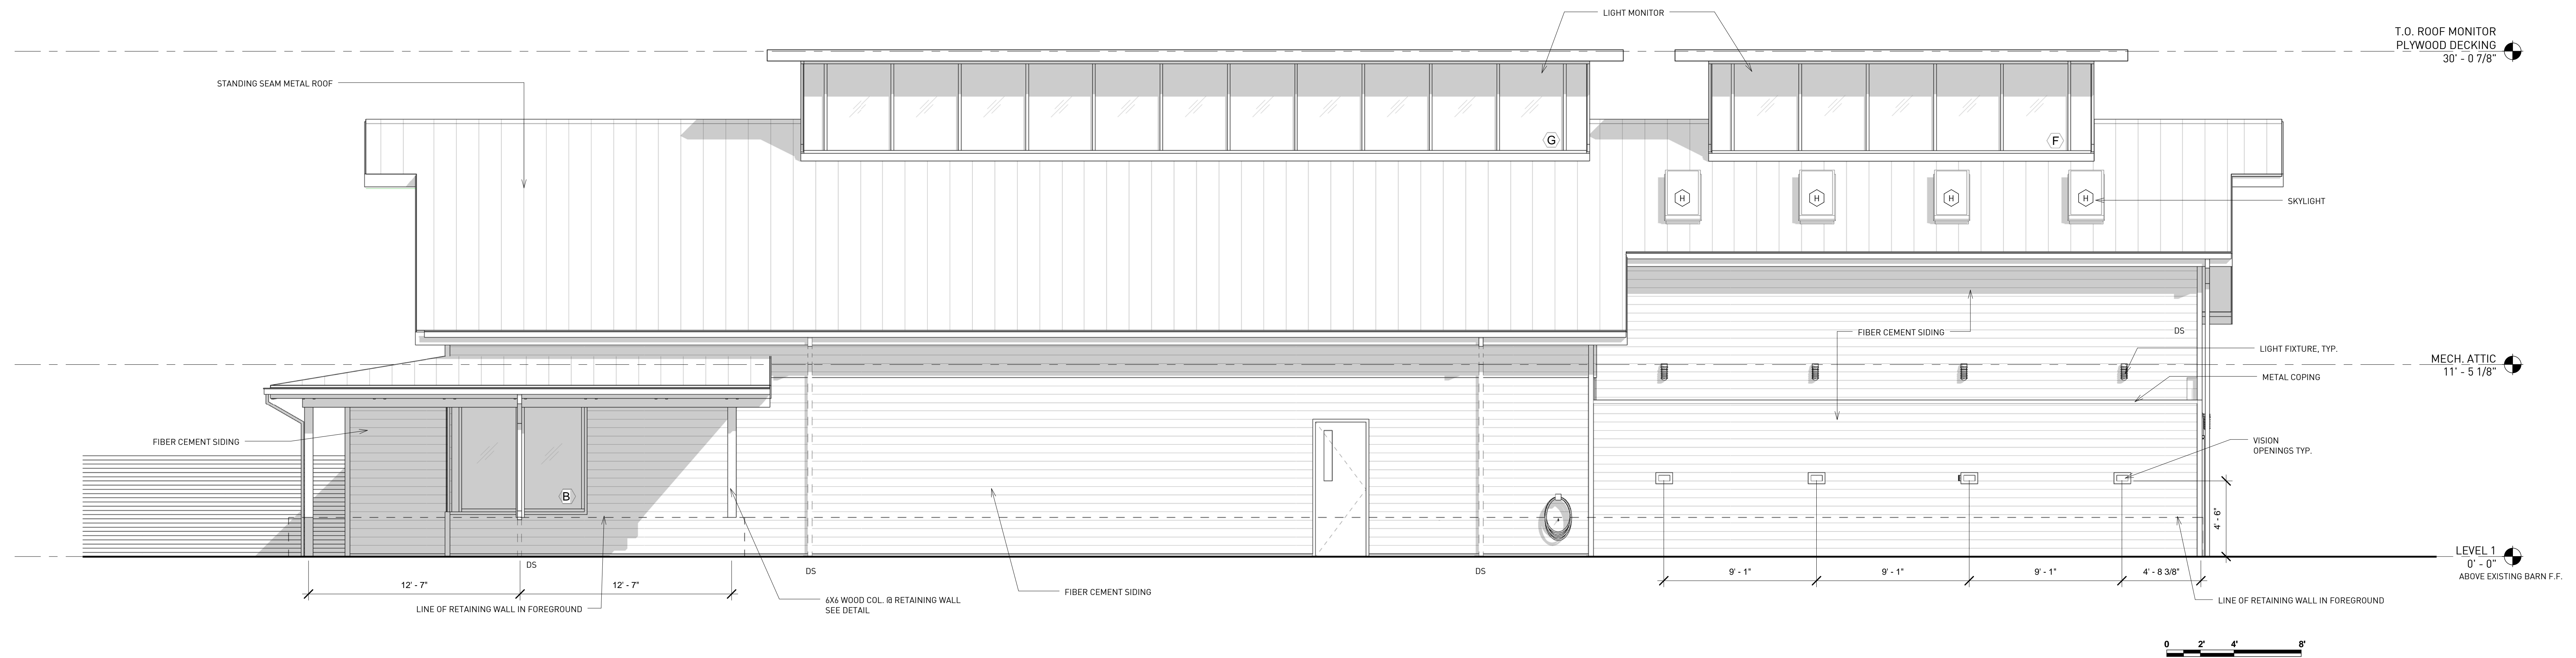 LIGHT MONITOR
T.O. ROOF MONITOR
PLYWOOD DECKING
30' - 0 7/8"
STANDING SEAM METAL ROOF
G
F
H
H
H
H
SKYLIGHT
FIBER CEMENT SIDING
DS
LIGHT FIXTURE, TYP.
MECH. ATTIC
11' - 5 1/8"
METAL COPING
FIBER CEMENT SIDING
VISION
OPENINGS TYP.
B
4' - 6"
LEVEL 1
0' - 0"
ABOVE EXISTING BARN F.F.
DS
DS
DS
12' - 7"
12' - 7"
9' - 1"
9' - 1"
9' - 1"
4' - 8 3/8"
FIBER CEMENT SIDING
6X6 WOOD COL. @ RETAINING WALL
SEE DETAIL
LINE OF RETAINING WALL IN FOREGROUND
LINE OF RETAINING WALL IN FOREGROUND
0 2' 4' 8'